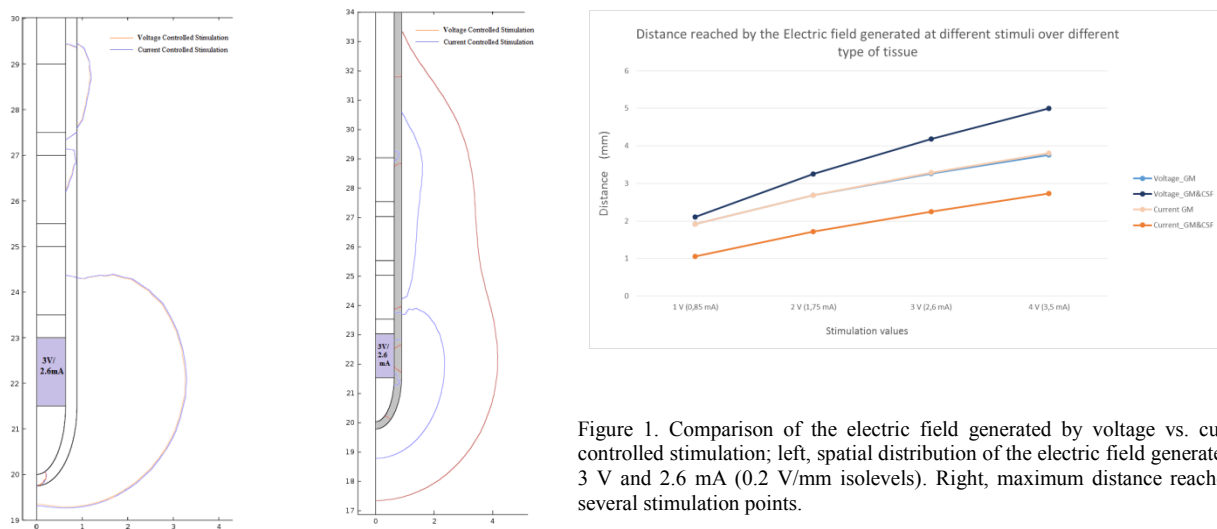 30
29
28
27
26
25
24
23
22
21
20
19
0
1
2
3
4
Voltage Controlled Stimulation
Current Controlled Stimulation
3V/
2.6mA
34
33
32
31
30
29
28
27
26
25
24
23
22
21
20
19
18
17
0
2
4
Voltage Controlled Stimulation
Current Controlled Stimulation
3V/
2.6
mA
Distance reached by the Electric field generated at different stimuli over different
type of tissue
Distance (mm)
6
5
4
3
2
1
0
1 V (0,85 mA)
2 V (1,75 mA)
3 V (2,6 mA)
4 V (3,5 mA)
Stimulation values
Voltage_GM
Voltage_GM&CSF
Current GM
Current_GM&CSF
Figure 1. Comparison of the electric field generated by voltage vs. cu
controlled stimulation; left, spatial distribution of the electric field generate
3 V and 2.6 mA (0.2 V/mm isolevels). Right, maximum distance reach
several stimulation points.